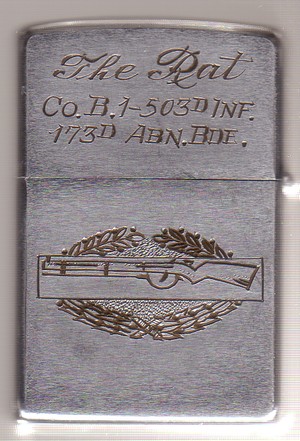 The Rat
Co. B. 1-503D INF.
173D ABN. BDE.